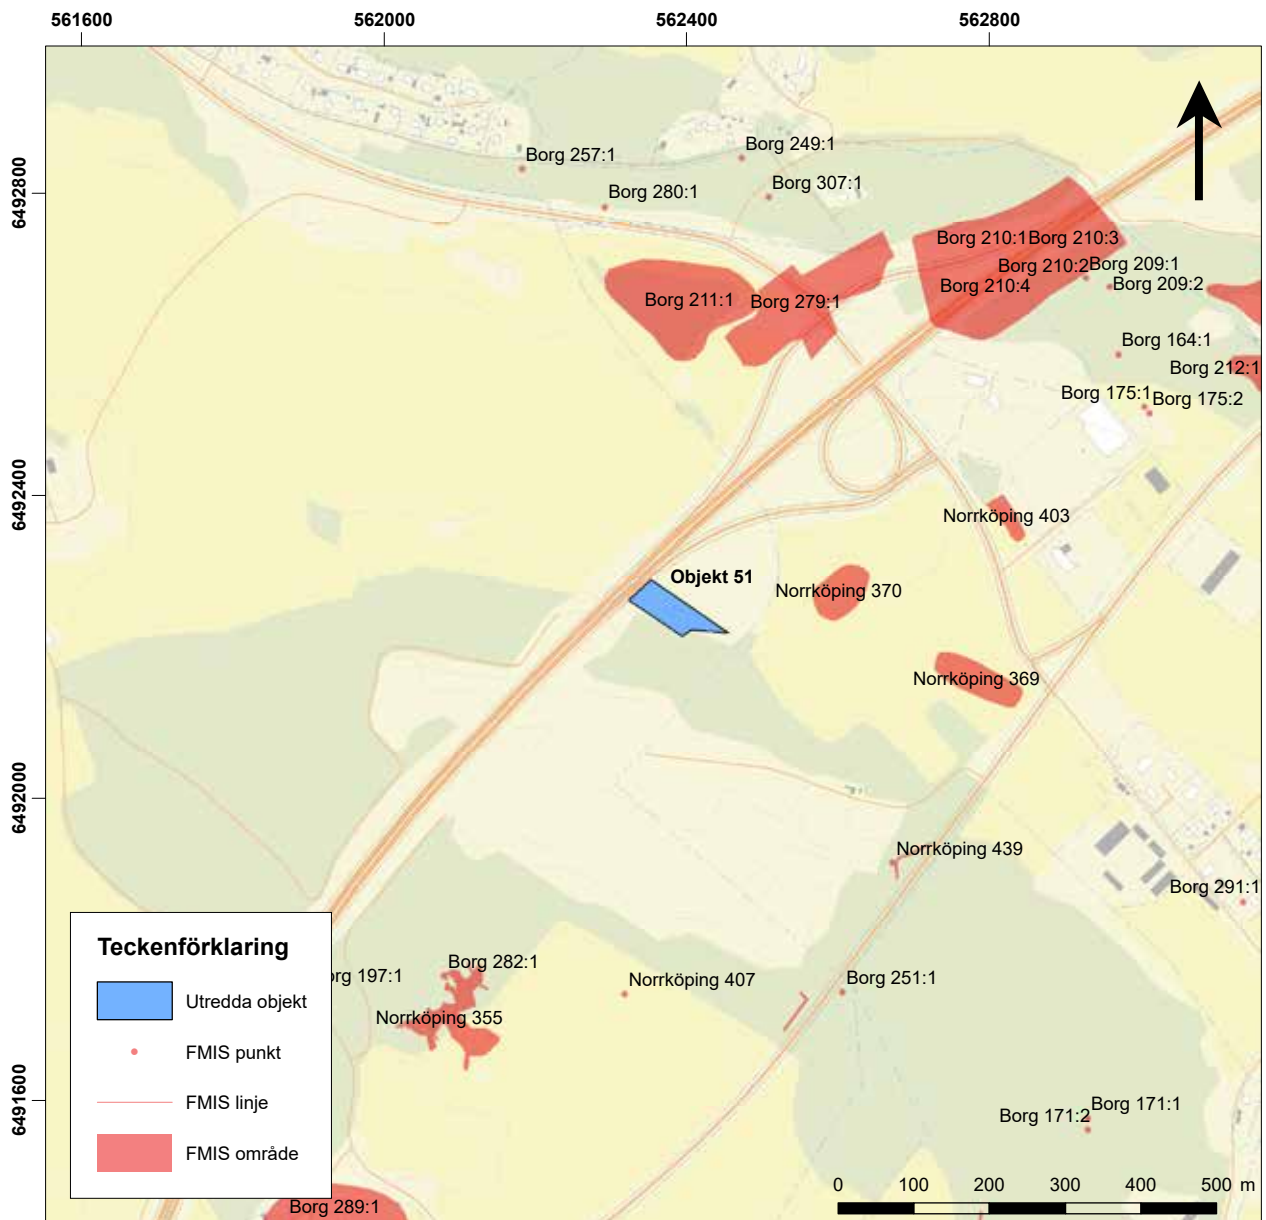 561600 562000 562400 562800
6492800
6492400
6492000
6491600
Borg 257:1
Borg 249:1
Borg 280:1
Borg 307:1
Borg 210:1 Borg 210:3
Borg 210:2 Borg 209:1
Borg 210:4
Borg 209:2
Borg 211:1
Borg 279:1
Borg 164:1
Borg 212:1
Borg 175:1
Borg 175:2
Norrköping 403
Objekt 51
Norrköping 370
Norrköping 369
Norrköping 439
Borg 291:1
org 197:1
Borg 282:1
Norrköping 407
Borg 251:1
Norrköping 355
Borg 171:1
Borg 171:2
Borg 289:1
Teckenförklaring
Utredda objekt
FMIS punkt
FMIS linje
FMIS område
0 100 200 300 400 500 m